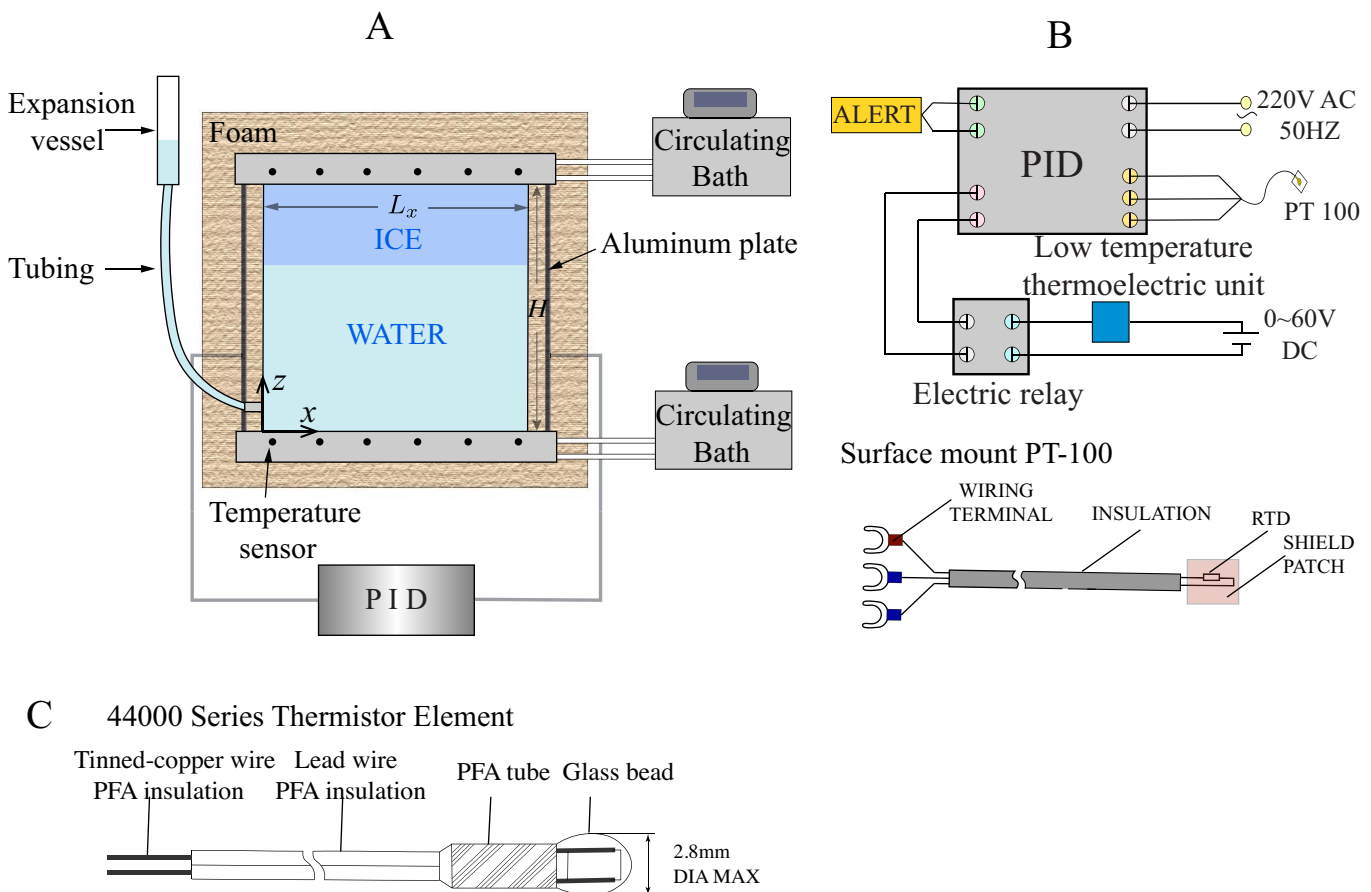 A
Expansion
vessel
Tubing
Foam
Circulating
Bath
Lx
ICE
Aluminum plate
H
WATER
z
x
Circulating
Bath
Temperature
sensor
P I D
B
ALERT
PID
220V AC
~
50HZ
PT 100
Low temperature
thermoelectric unit
0~60V
DC
Electric relay
Surface mount PT-100
WIRING
TERMINAL
INSULATION
RTD
SHIELD
PATCH
C
44000 Series Thermistor Element
Tinned-copper wire
PFA insulation
Lead wire
PFA insulation
PFA tube
Glass bead
2.8mm
DIA MAX